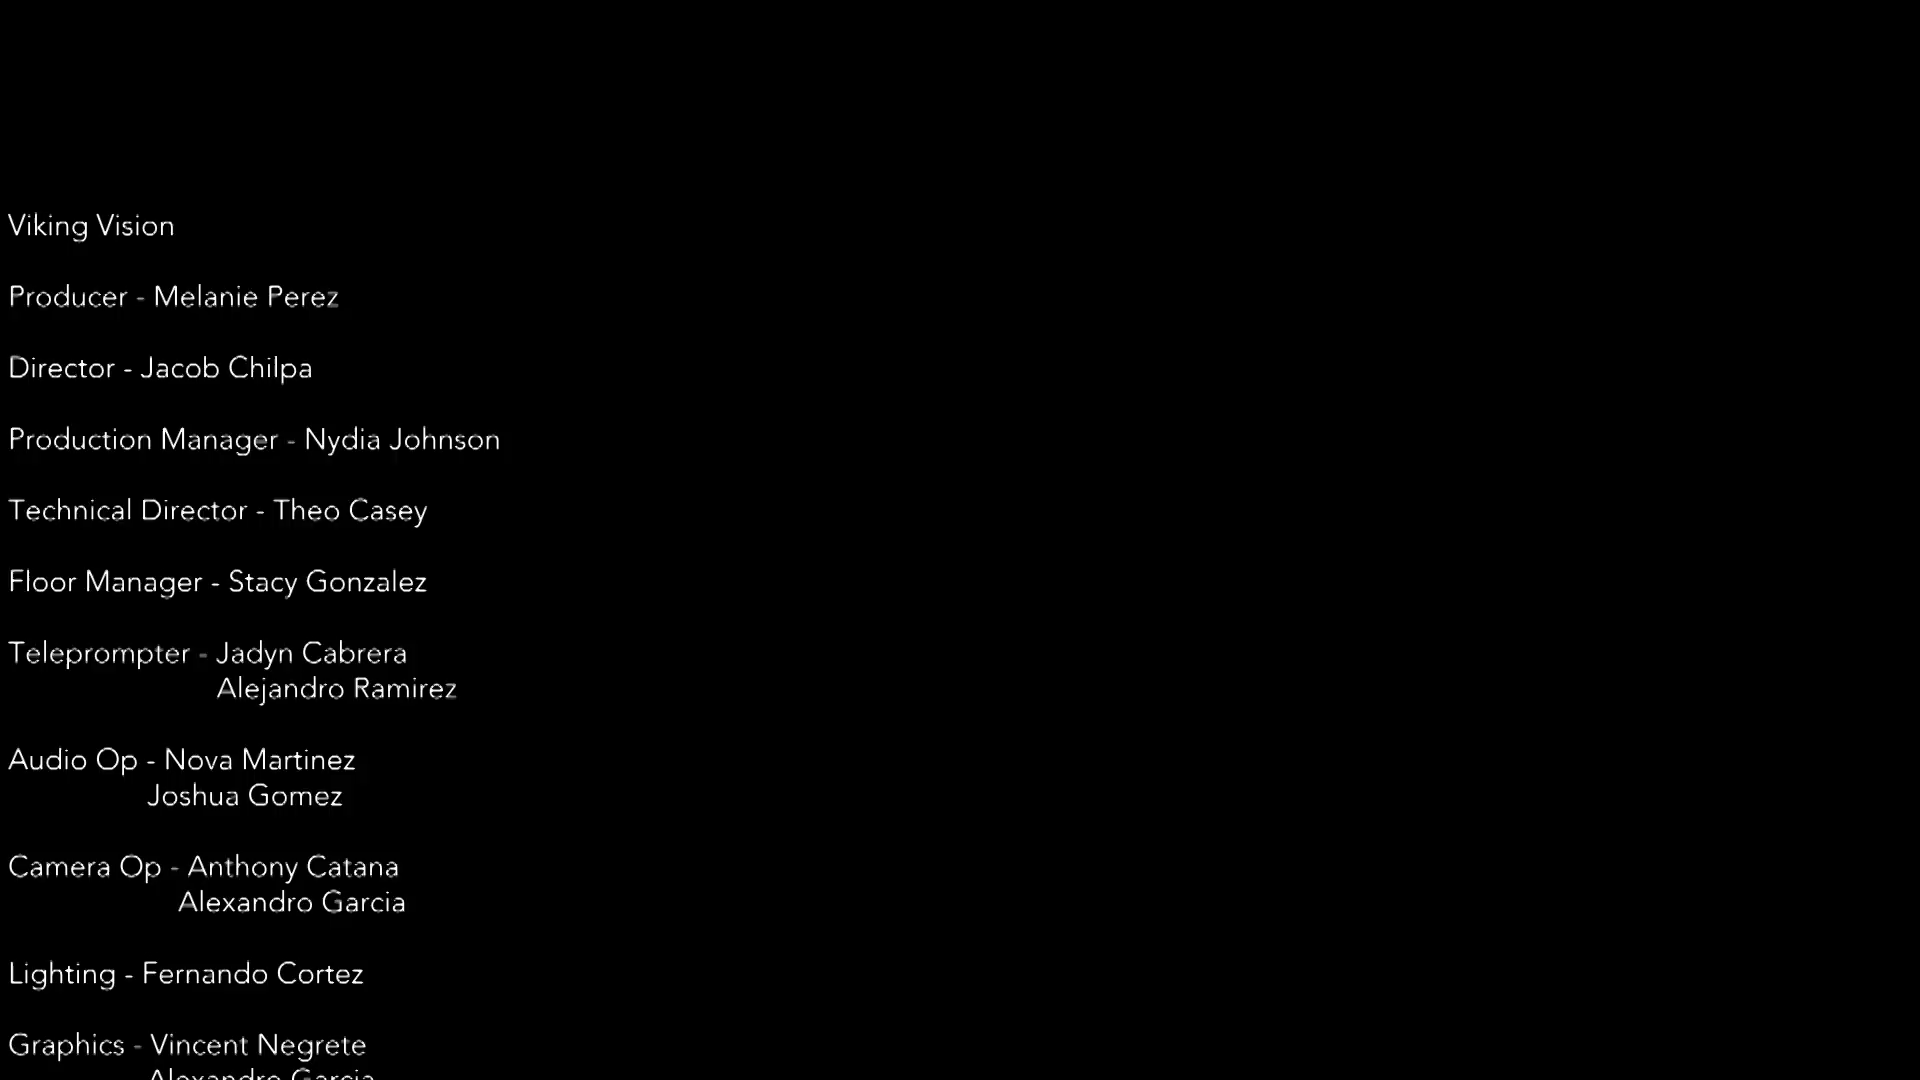 Viking Vision
Producer - Melanie Perez
Director - Jacob Chilpa
Production Manager - Nydia Johnson
Technical Director - Theo Casey
Floor Manager - Stacy Gonzalez
Teleprompter - Jadyn Cabrera
Alejandro Ramirez
Audio Op - Nova Martinez
Joshua Gomez
Camera Op - Anthony Catana
Alexandro Garcia
Lighting - Fernando Cortez
Graphics - Vincent Negrete
Alexandro Garcia